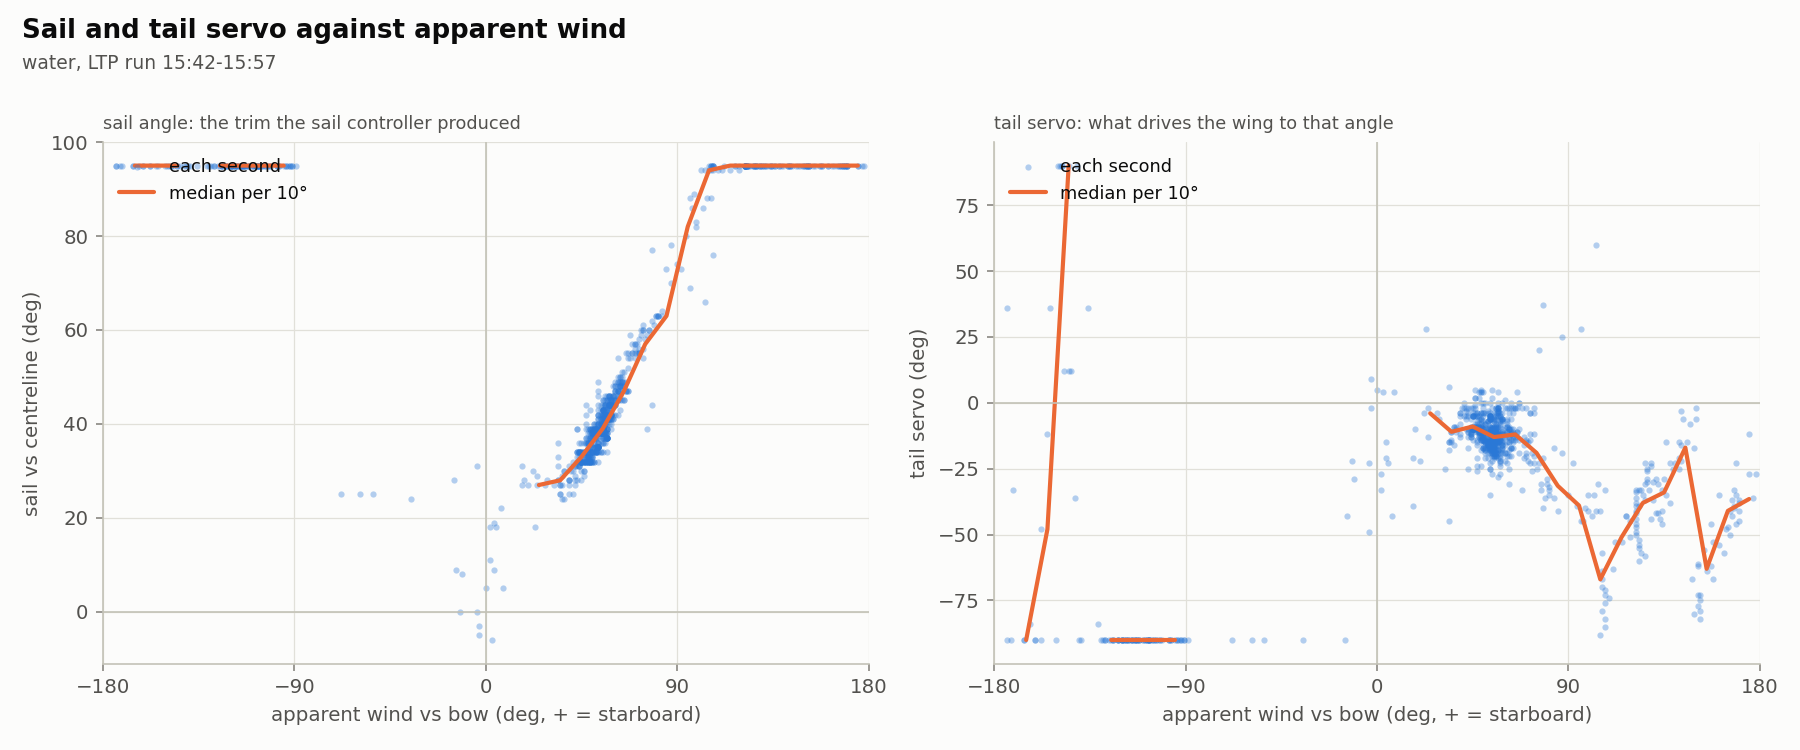 Sail and tail servo against apparent wind
water, LTP run 15:42-15:57
sail angle: the trim the sail controller produced
each second
median per 10°
100
80
60
40
20
0
sail vs centreline (deg)
−180
−90
0
90
180
apparent wind vs bow (deg, + = starboard)
tail servo: what drives the wing to that angle
each second
median per 10°
75
50
25
0
−25
−50
−75
tail servo (deg)
−180
−90
0
90
180
apparent wind vs bow (deg, + = starboard)